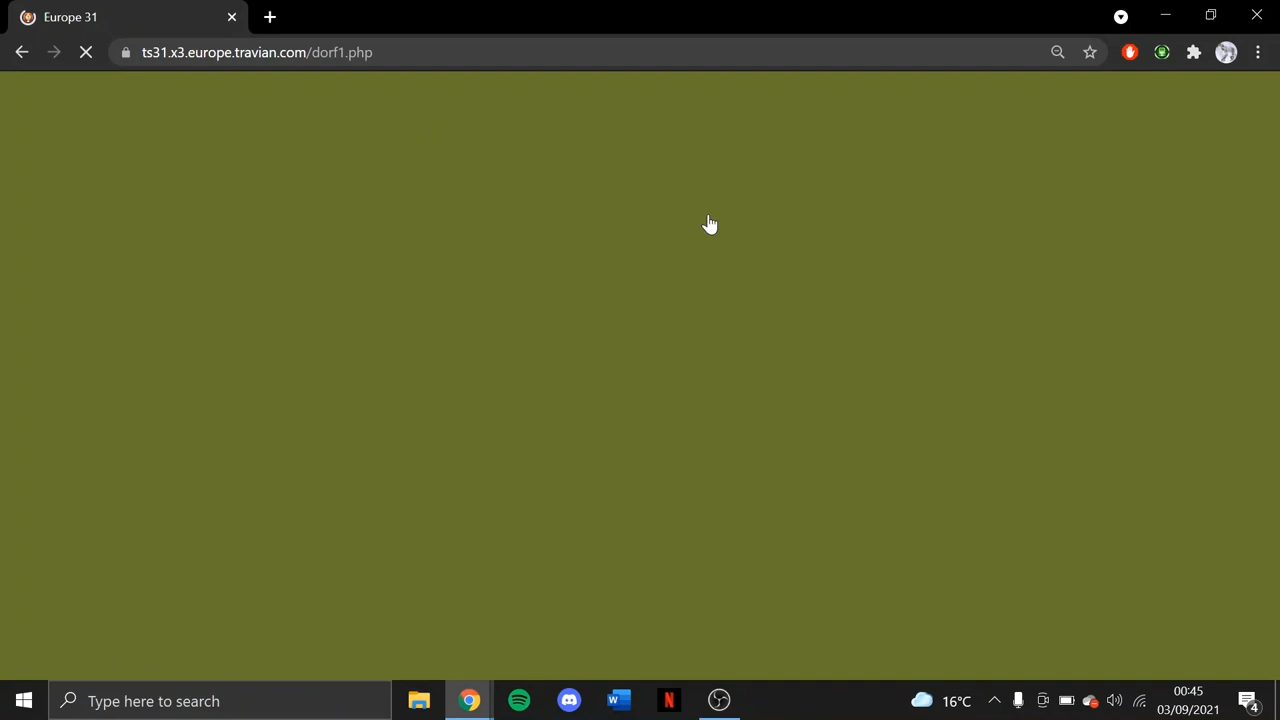 Europe 31
ts31.x3.europe.travian.com/dorf1.php
Type here to search
W
N
16°C
00:45
03/09/2021
4